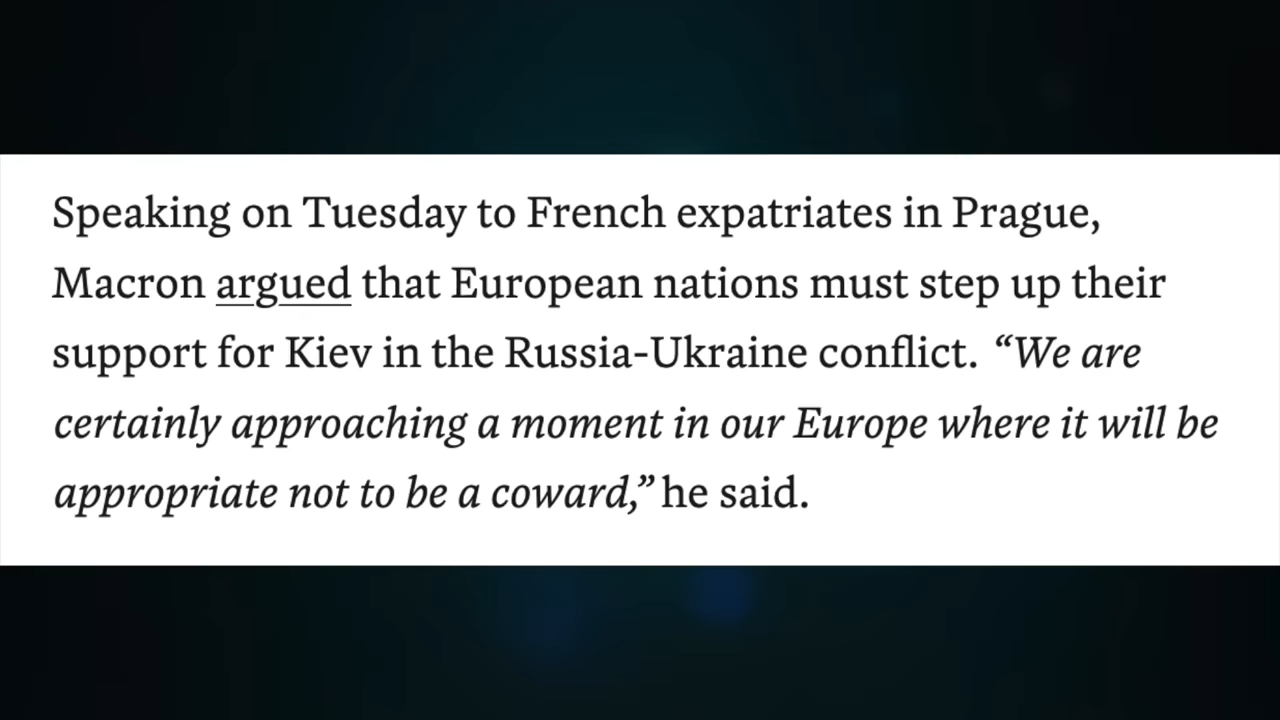 Speaking on Tuesday to French expatriates in Prague,
Macron argued that European nations must step up their
support for Kiev in the Russia-Ukraine conflict. “We are
certainly approaching a moment in our Europe where it will be
appropriate not to be a coward,” he said.